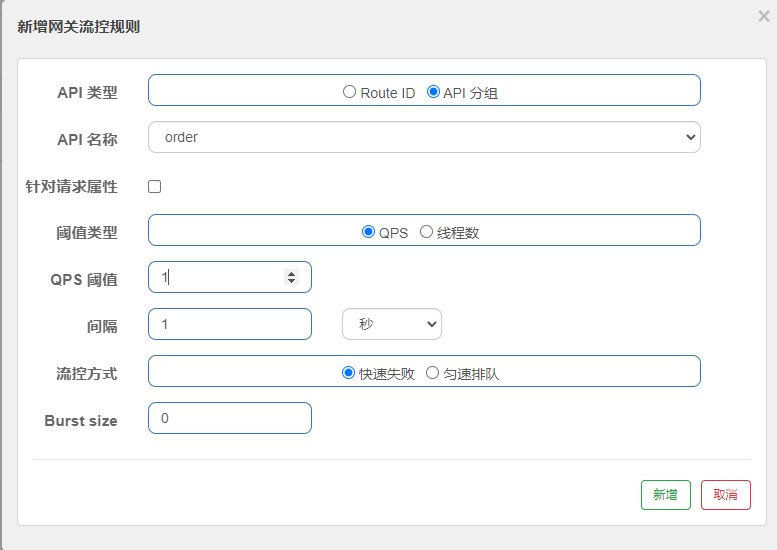 新增网关流控规则
×
API 类型 Route ID API 分组
API 名称 order
针对请求属性
阈值类型 QPS 线程数
QPS 阈值 1
间隔 1 秒
流控方式 快速失败 匀速排队
Burst size 0
新增 取消